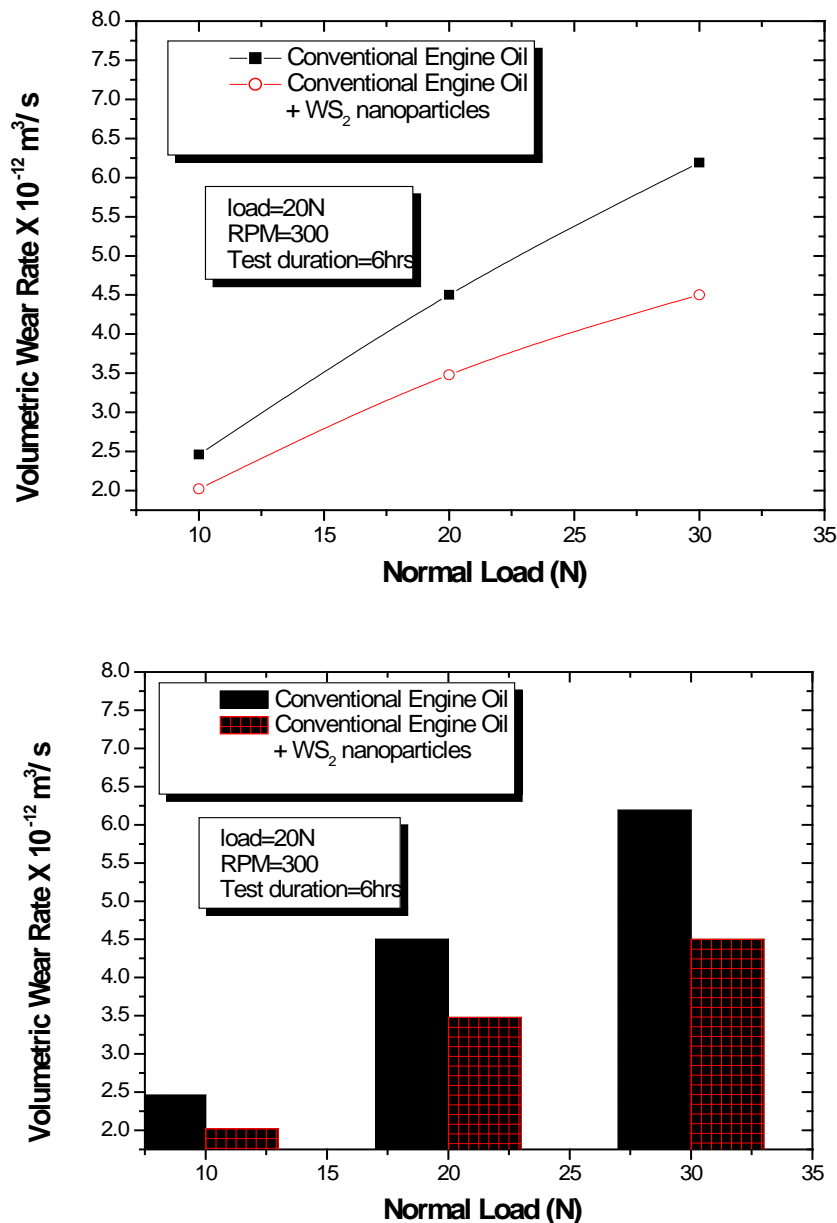 8.0
7.5
7.0
6.5
6.0
5.5
5.0
4.5
4.0
3.5
3.0
2.5
2.0
Volumetric Wear Rate X 10⁻¹² m³/ s
Conventional Engine Oil
Conventional Engine Oil
+ WS₂ nanoparticles
load=20N
RPM=300
Test duration=6hrs
10 15 20 25 30 35
Normal Load (N)
8.0
7.5
7.0
6.5
6.0
5.5
5.0
4.5
4.0
3.5
3.0
2.5
2.0
Volumetric Wear Rate X 10⁻¹² m³/ s
Conventional Engine Oil
Conventional Engine Oil
+ WS₂ nanoparticles
load=20N
RPM=300
Test duration=6hrs
10 15 20 25 30 35
Normal Load (N)